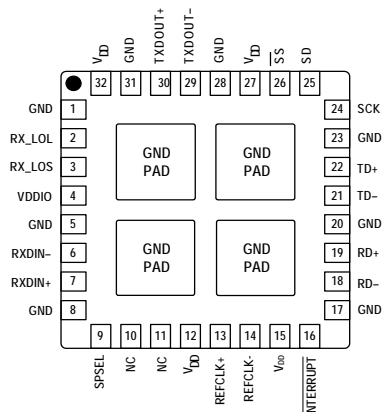 VDD
GND
TXDOUT+
TXDOUT–
GND
VDD
SS
SD
32 31 30 29 28 27 26 25
GND 1
RX_LOL 2
RX_LOS 3
VDDIO 4
GND 5
RXDIN– 6
RXDIN+ 7
GND 8
GND
PAD
GND
PAD
GND
PAD
GND
PAD
24 SCK
23 GND
22 TD+
21 TD–
20 GND
19 RD+
18 RD–
17 GND
9 10 11 12 13 14 15 16
SPSEL
NC
NC
VDD
REFCLK+
REFCLK-
VDD
NTERRUPT